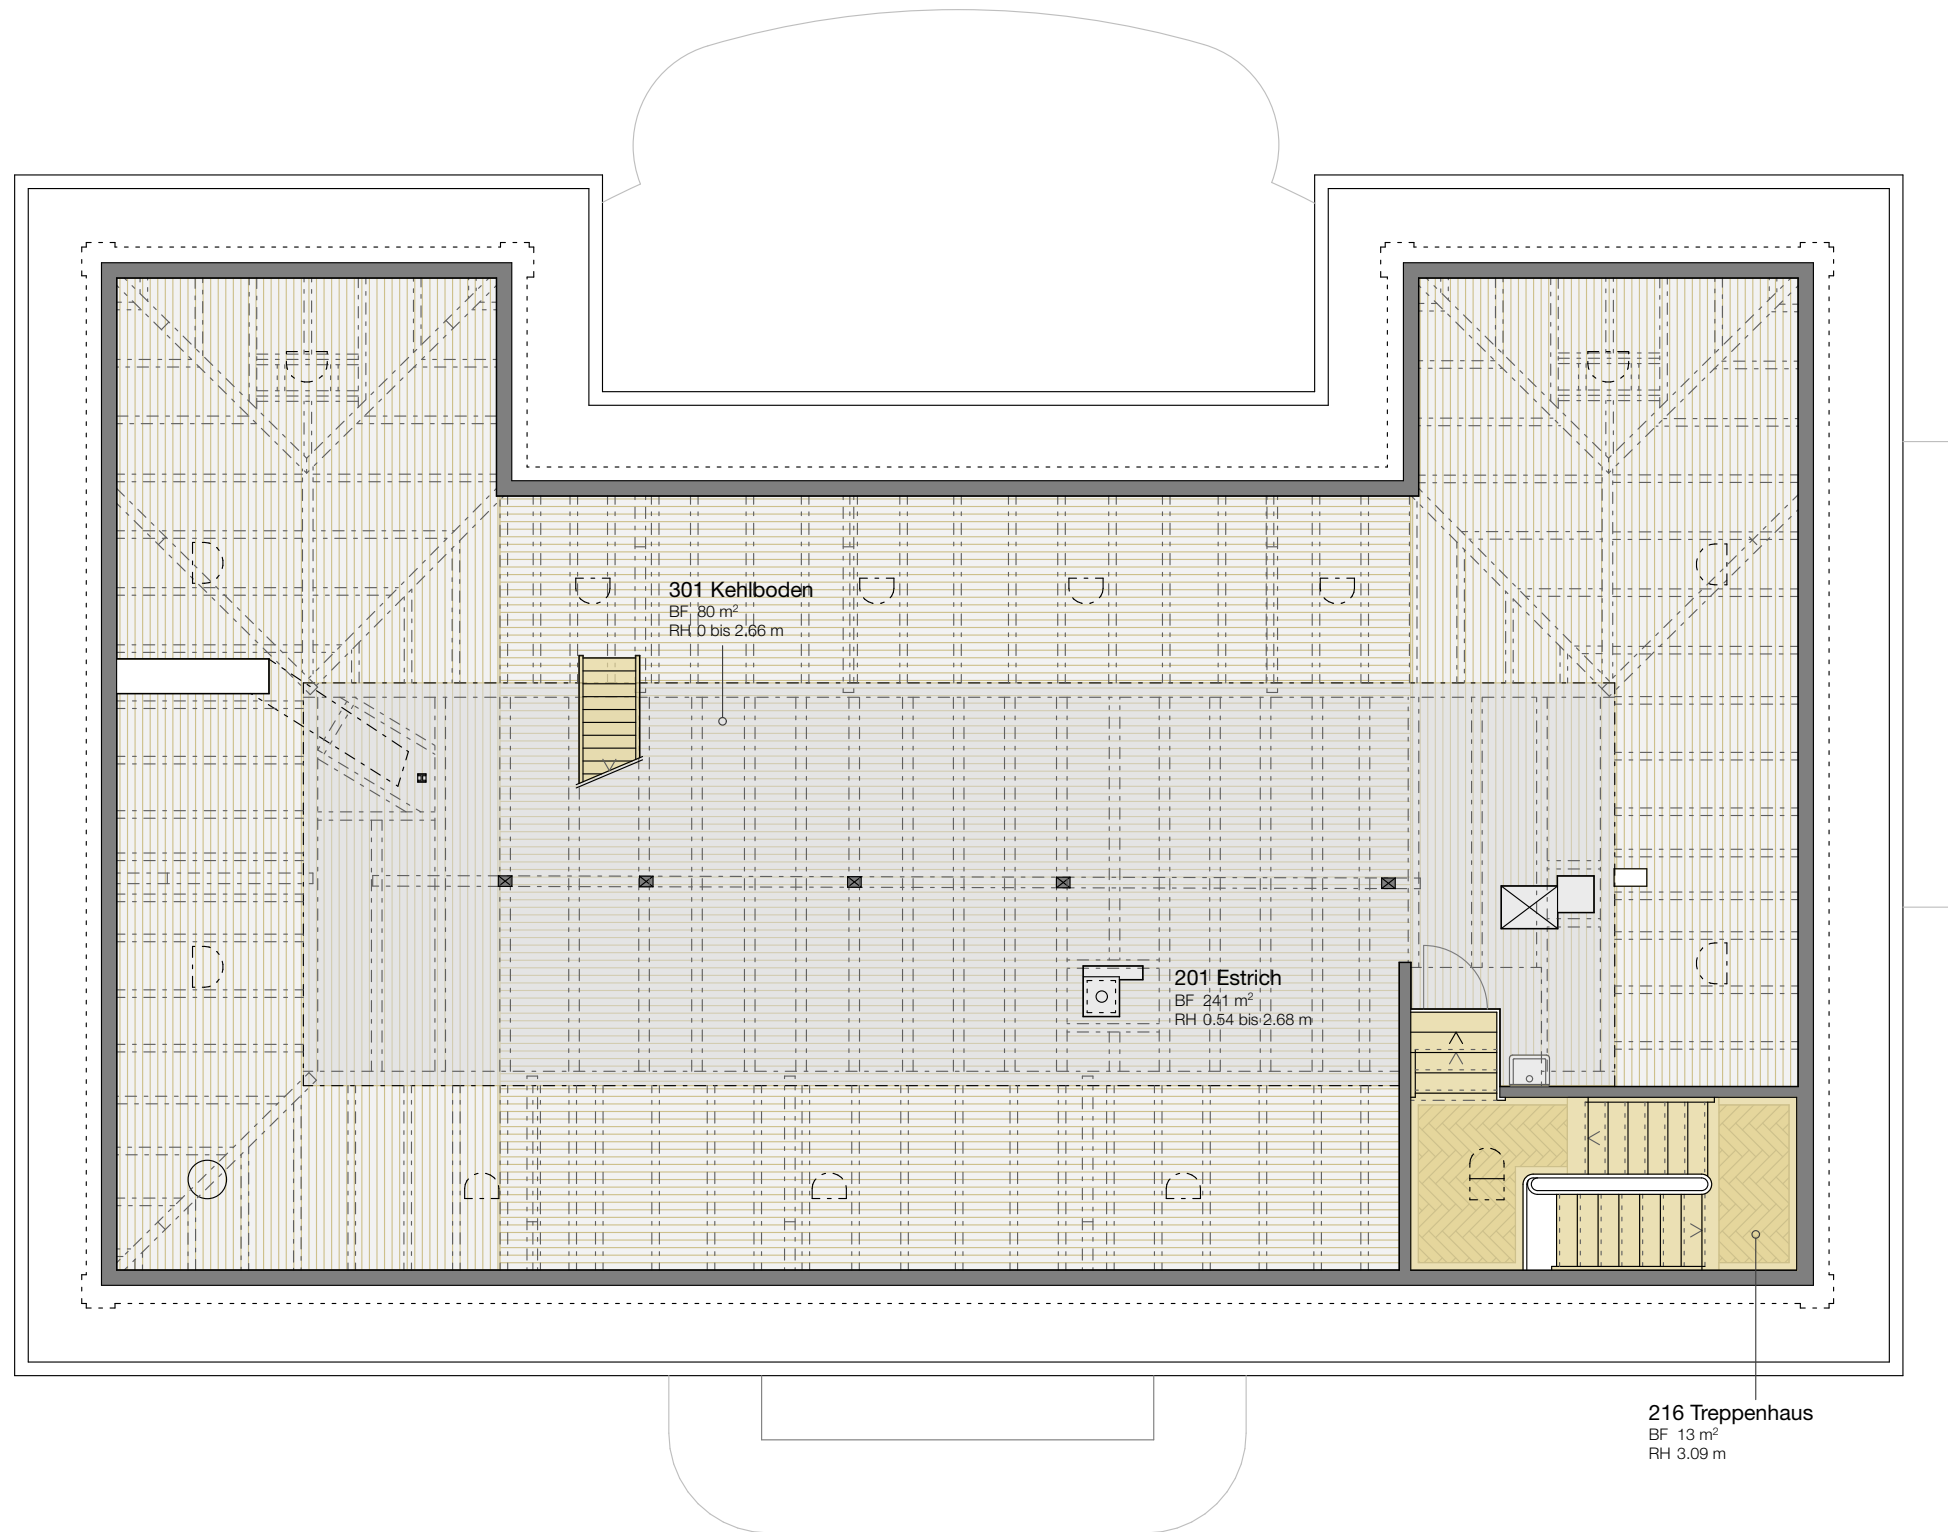 301 Kehlboden
BF 80 m²
RH 0 bis 2.66 m
201 Estrich
BF 241 m²
RH 0.54 bis 2.68 m
216 Treppenhaus
BF 13 m²
RH 3.09 m